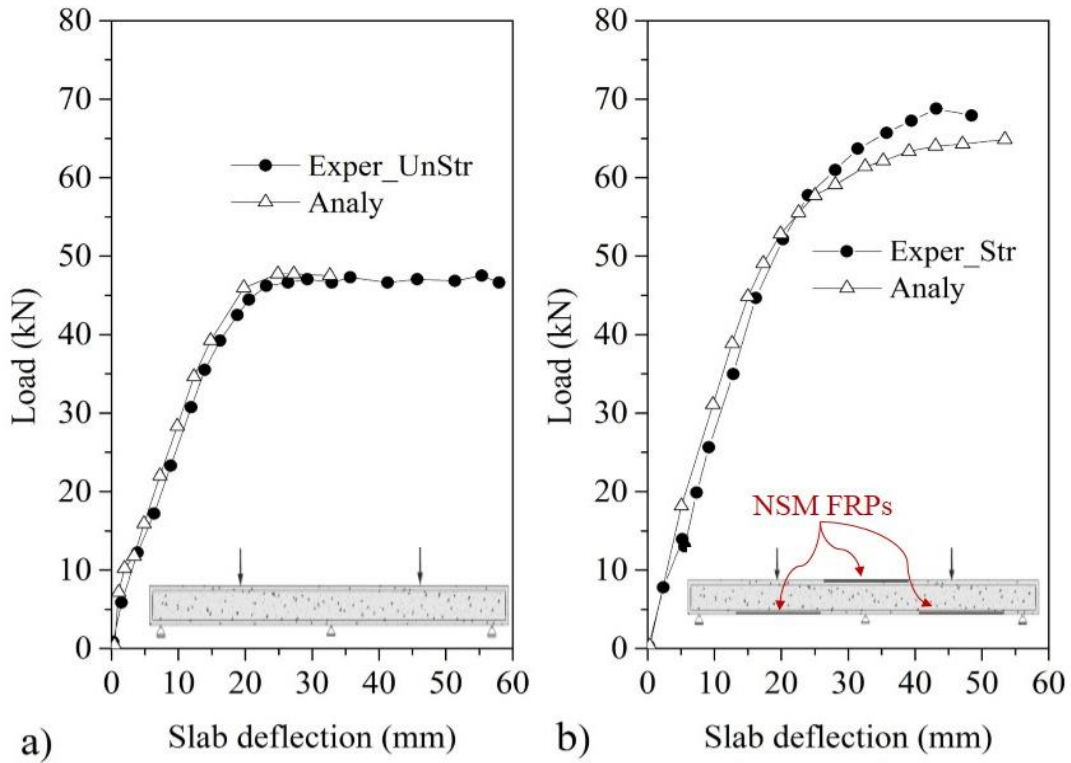 80
70
60
50
40
30
20
10
0
Load (kN)
Exper_UnStr
Analy
0 10 20 30 40 50 60
Slab deflection (mm)
a)
80
70
60
50
40
30
20
10
0
Load (kN)
Exper_Str
Analy
NSM FRPs
0 10 20 30 40 50 60
Slab deflection (mm)
b)